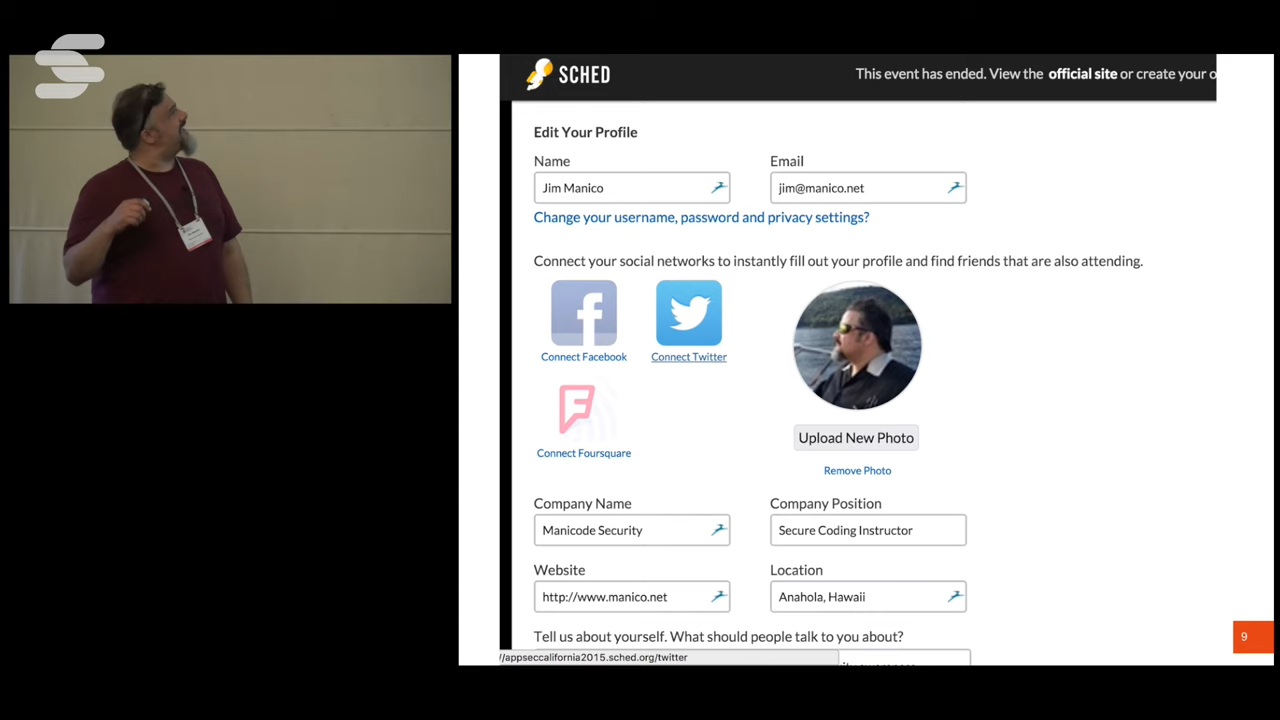 SCHED
This event has ended. View the official site or create your o
Edit Your Profile
Name
Email
Jim Manico
jim@manico.net
Change your username, password and privacy settings?
Connect your social networks to instantly fill out your profile and find friends that are also attending.
Connect Facebook
Connect Twitter
Connect Foursquare
Upload New Photo
Remove Photo
Company Name
Company Position
Manicode Security
Secure Coding Instructor
Website
Location
http://www.manico.net
Anahola, Hawaii
Tell us about yourself. What should people talk to you about?
/appseccalifornia2015.sched.org/twitter
9